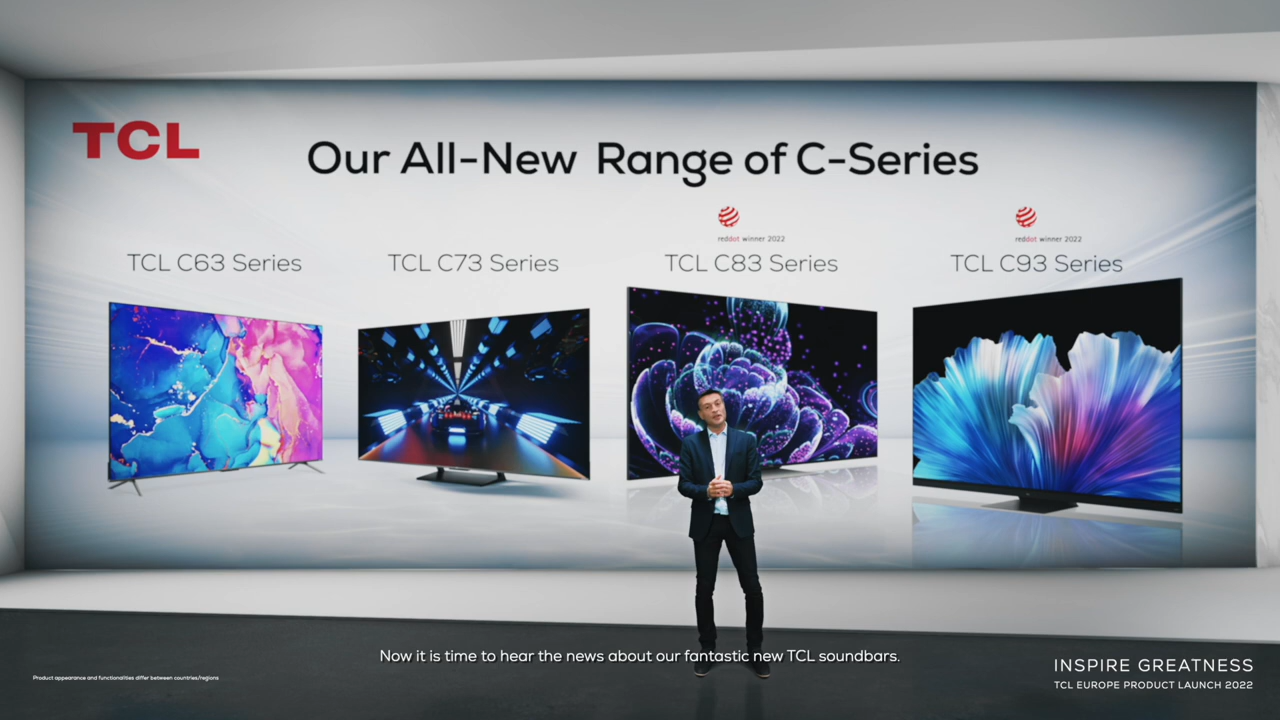 TCL
Our All-New Range of C-Series
reddot winner 2022
reddot winner 2022
TCL C63 Series
TCL C73 Series
TCL C83 Series
TCL C93 Series
Now it is time to hear the news about our fantastic new TCL soundbars.
Product appearance and functionalities differ between countries/regions
INSPIRE GREATNESS
TCL EUROPE PRODUCT LAUNCH 2022